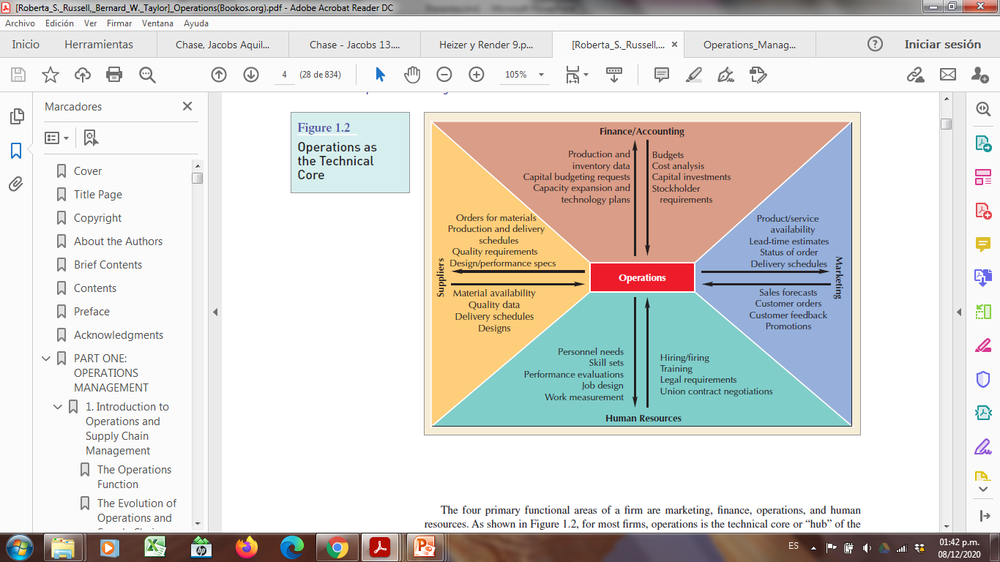 [Roberta_S._Russell,_Bernard_W._Taylor]_Operations(Bookos.org).pdf - Adobe Acrobat Reader DC
Archivo Edición Ver Firmar Ventana Ayuda
Inicio Herramientas Chase, Jacobs Aquil... Chase - Jacobs 13.... Heizer y Render 9.p... [Roberta_S._Russell,... Operations_Manag... Iniciar sesión
4 (28 de 834) 105%
Marcadores
Cover
Title Page
Copyright
About the Authors
Brief Contents
Contents
Preface
Acknowledgments
PART ONE:
OPERATIONS
MANAGEMENT
1. Introduction to
Operations and
Supply Chain
Management
The Operations
Function
The Evolution of
Operations and
Figure 1.2
Operations as
the Technical
Core
Finance/Accounting
Production and
inventory data
Capital budgeting requests
Capacity expansion and
technology plans
Budgets
Cost analysis
Capital investments
Stockholder
requirements
Suppliers
Orders for materials
Production and delivery
schedules
Quality requirements
Design/performance specs
Material availability
Quality data
Delivery schedules
Designs
Operations
Product/service
availability
Lead-time estimates
Status of order
Delivery schedules
Marketing
Sales forecasts
Customer orders
Customer feedback
Promotions
Personnel needs
Skill sets
Performance evaluations
Job design
Work measurement
Hiring/firing
Training
Legal requirements
Union contract negotiations
Human Resources
The four primary functional areas of a firm are marketing, finance, operations, and human
resources. As shown in Figure 1.2, for most firms, operations is the technical core or “hub” of the
ES
01:42 p.m.
08/12/2020